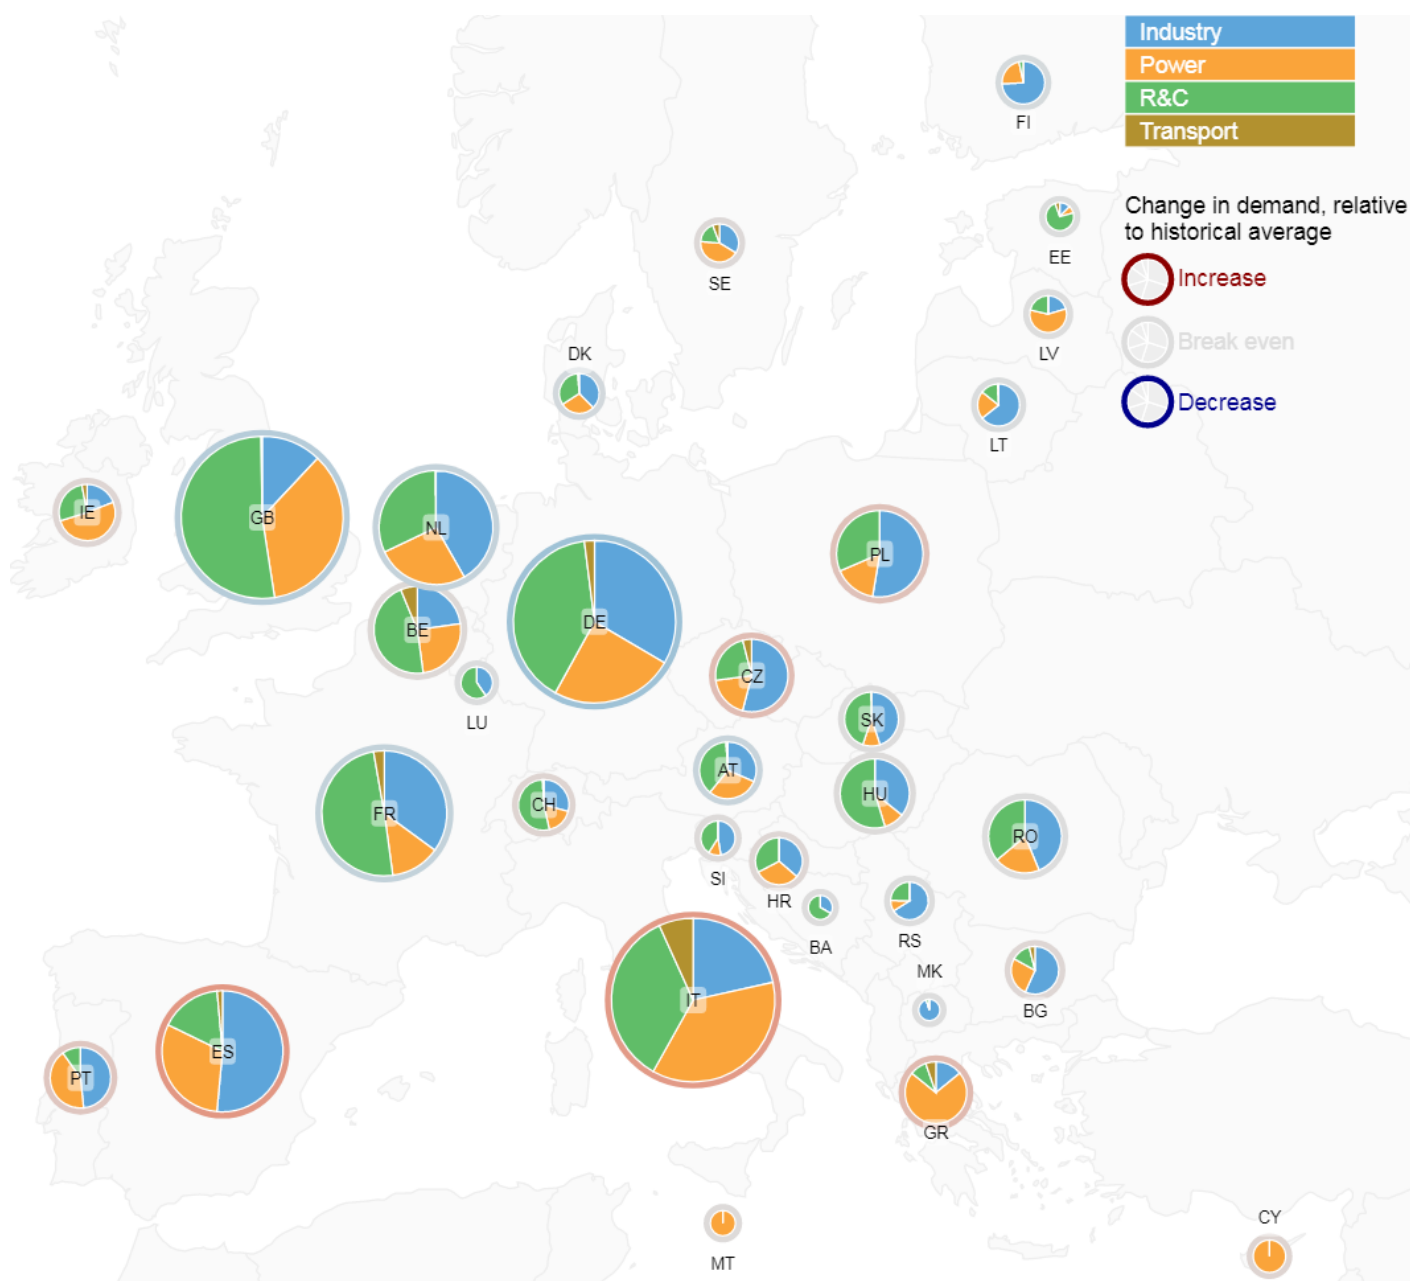 Industry
Power
R&C
Transport
Change in demand, relative
to historical average
Increase
Break even
Decrease
FI
EE
SE
LV
DK
LT
IE
GB
NL
PL
BE
DE
CZ
LU
SK
AT
HU
FR
CH
RO
SI
HR
BA
RS
MK
BG
IT
ES
PT
GR
MT
CY